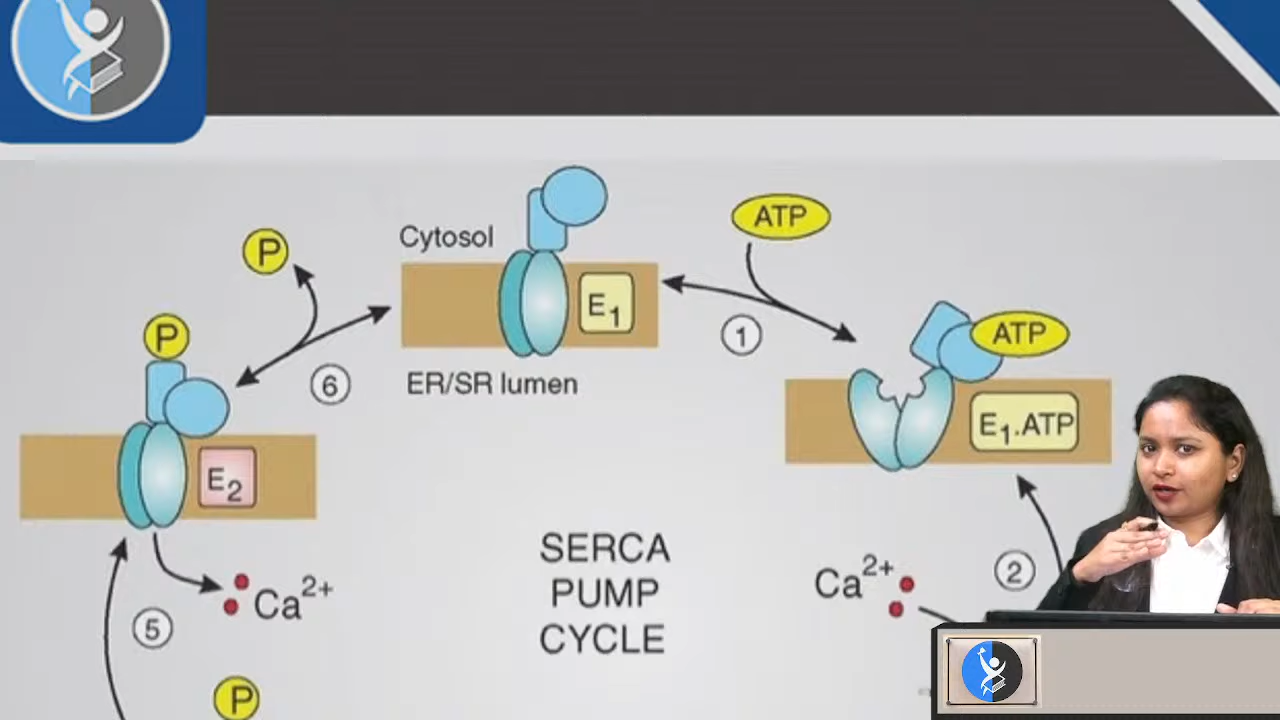 Cytosol
ATP
P
E₁
P
ATP
1
6
ER/SR lumen
E₁.ATP
E₂
SERCA
PUMP
CYCLE
Ca²⁺
2
Ca²⁺
5
P